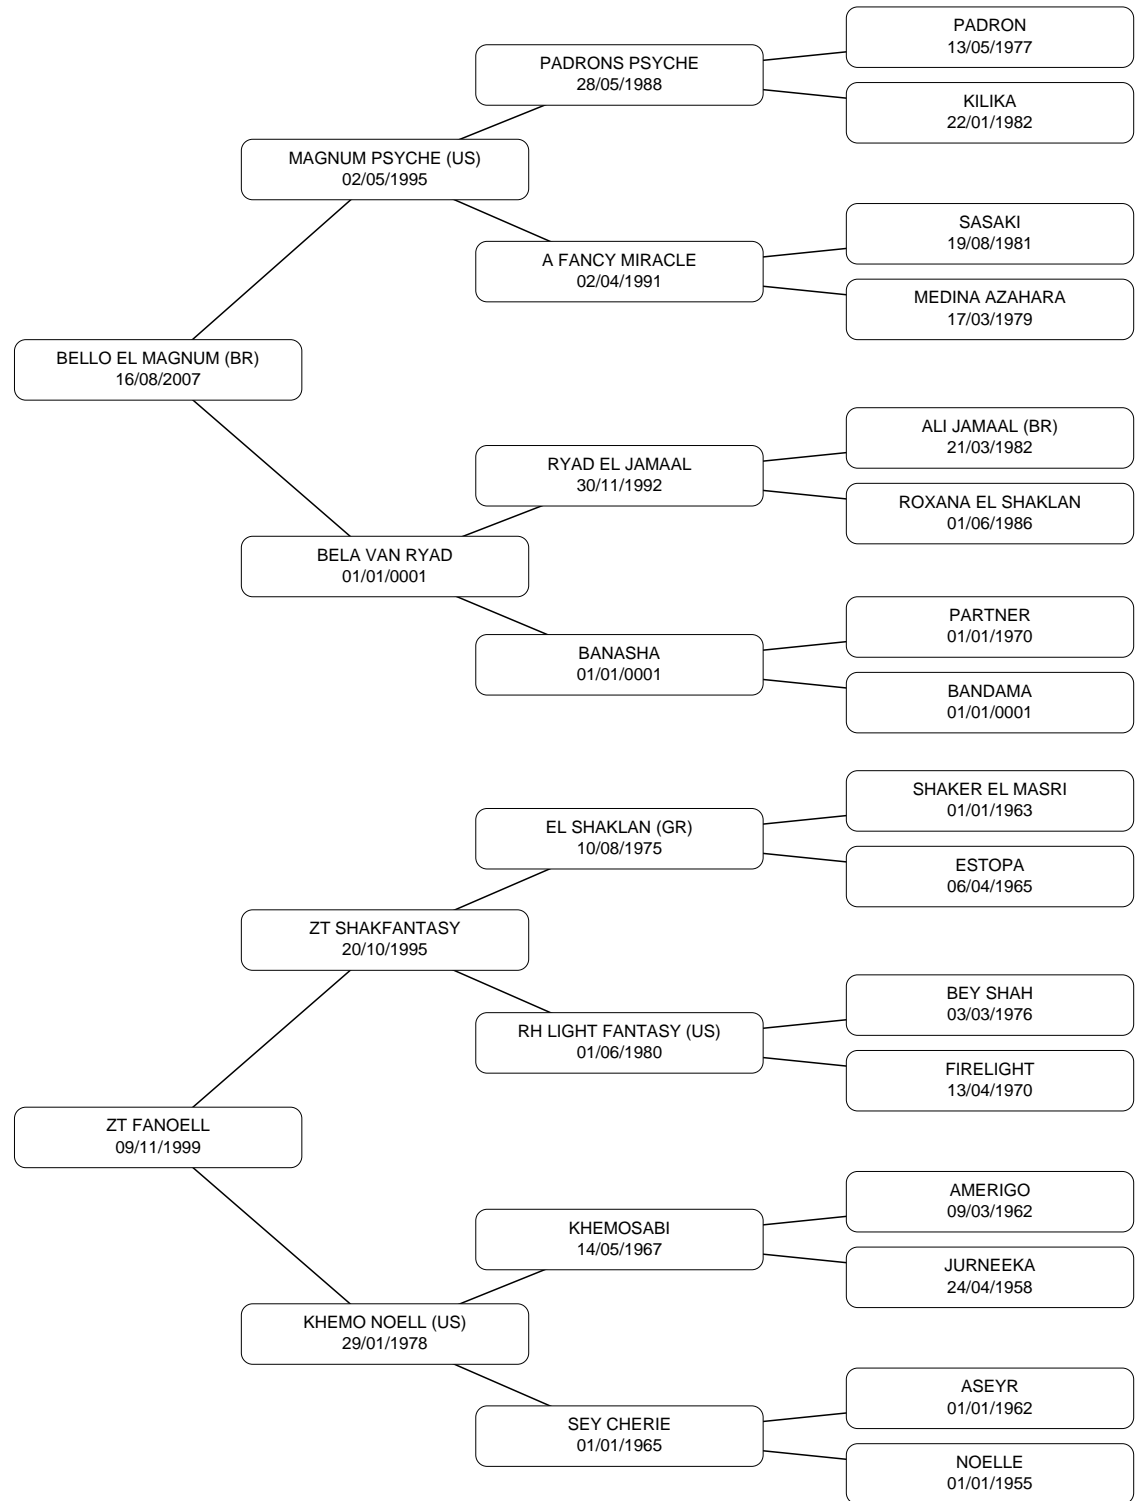 PADRON
13/05/1977
PADRONS PSYCHE
28/05/1988
KILIKA
22/01/1982
MAGNUM PSYCHE (US)
02/05/1995
SASAKI
19/08/1981
A FANCY MIRACLE
02/04/1991
MEDINA AZAHARA
17/03/1979
BELLO EL MAGNUM (BR)
16/08/2007
ALI JAMAAL (BR)
21/03/1982
RYAD EL JAMAAL
30/11/1992
ROXANA EL SHAKLAN
01/06/1986
BELA VAN RYAD
01/01/0001
PARTNER
01/01/1970
BANASHA
01/01/0001
BANDAMA
01/01/0001
SHAKER EL MASRI
01/01/1963
EL SHAKLAN (GR)
10/08/1975
ESTOPA
06/04/1965
ZT SHAKFANTASY
20/10/1995
BEY SHAH
03/03/1976
RH LIGHT FANTASY (US)
01/06/1980
FIRELIGHT
13/04/1970
ZT FANOELL
09/11/1999
AMERIGO
09/03/1962
KHEMOSABI
14/05/1967
JURNEEKA
24/04/1958
KHEMO NOELL (US)
29/01/1978
ASEYR
01/01/1962
SEY CHERIE
01/01/1965
NOELLE
01/01/1955